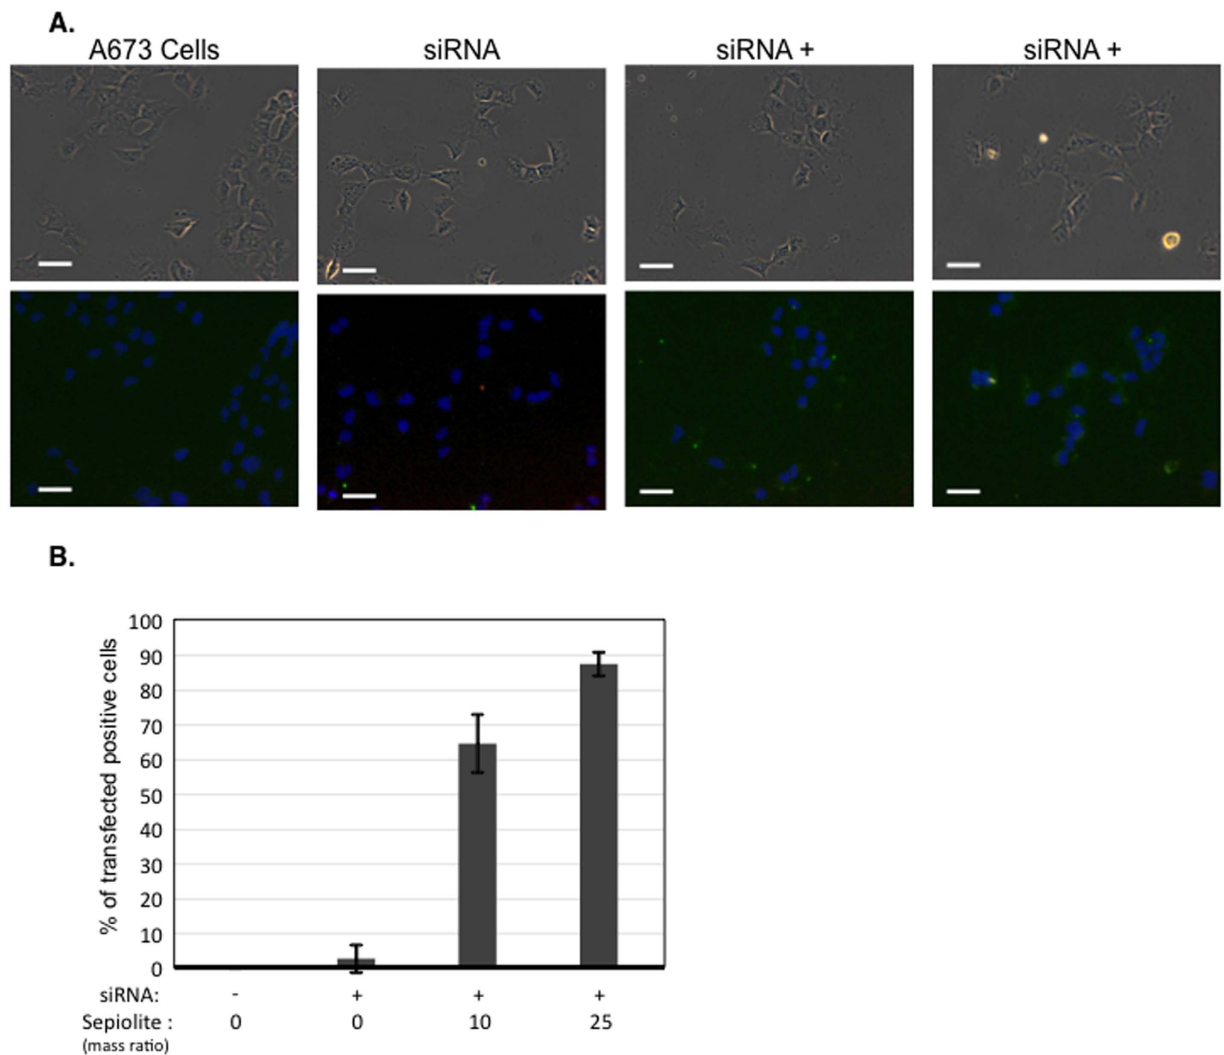 A.
A673 Cells siRNA siRNA + siRNA +
B.
% of transfected positive cells
100
90
80
70
60
50
40
30
20
10
0
siRNA: - + + +
Sepiolite : 0 0 10 25
(mass ratio)